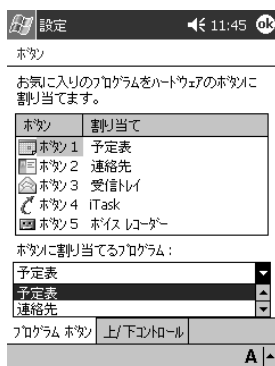 設定 11:45 ok
ボタン
お気に入りのプログラムをハードウェアのボタンに
割り当てます。
ボタン 割り当て
ボタン 1 予定表
ボタン 2 連絡先
ボタン 3 受信トレイ
ボタン 4 iTask
ボタン 5 ボイス レコーダー
ボタンに割り当てるプログラム：
予定表
予定表
連絡先
プログラム ボタン 上/下コントロール
A